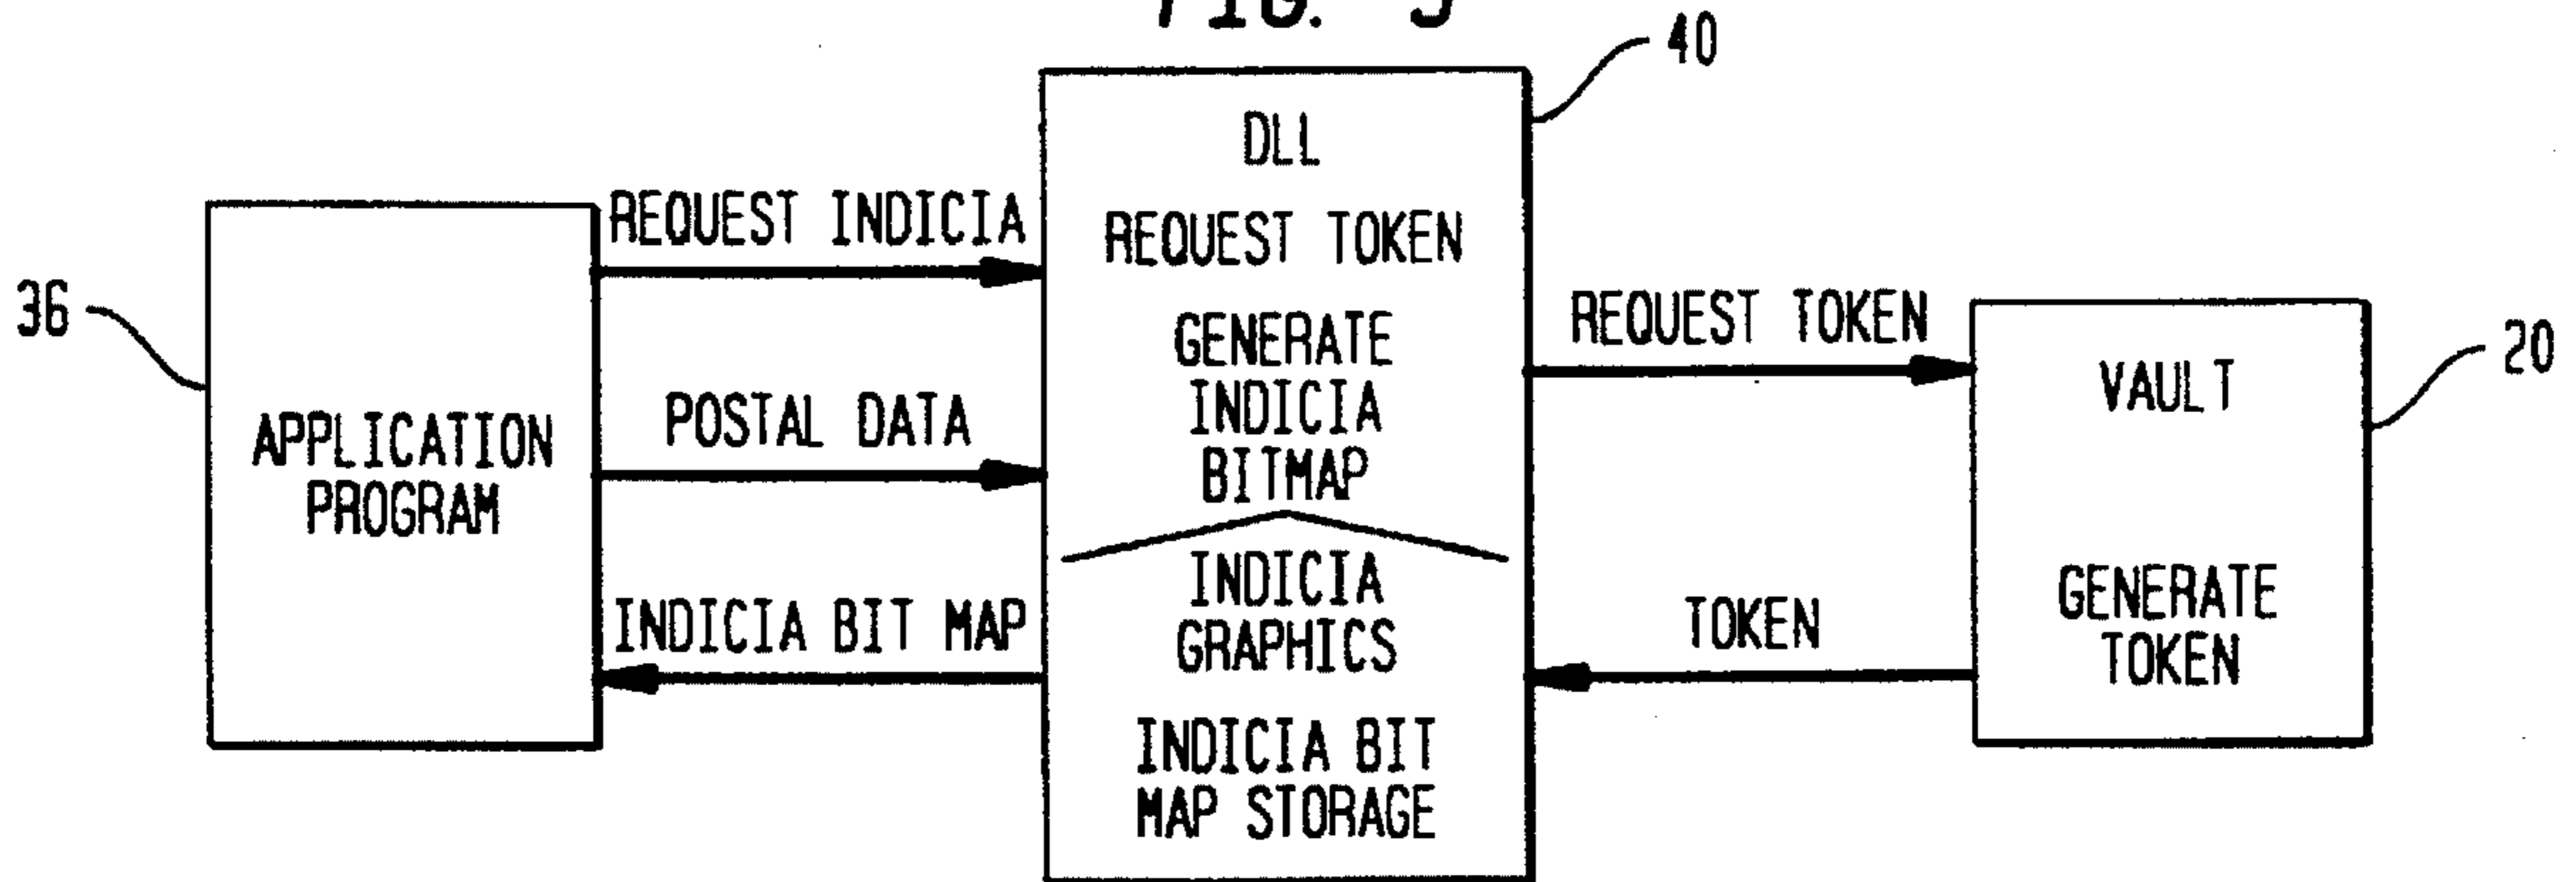 40
DLL
REQUEST INDICIA
REQUEST TOKEN
36
GENERATE
INDICIA
BITMAP
REQUEST TOKEN
20
VAULT
POSTAL DATA
APPLICATION
PROGRAM
INDICIA BIT MAP
INDICIA
GRAPHICS
TOKEN
GENERATE
TOKEN
INDICIA BIT
MAP STORAGE